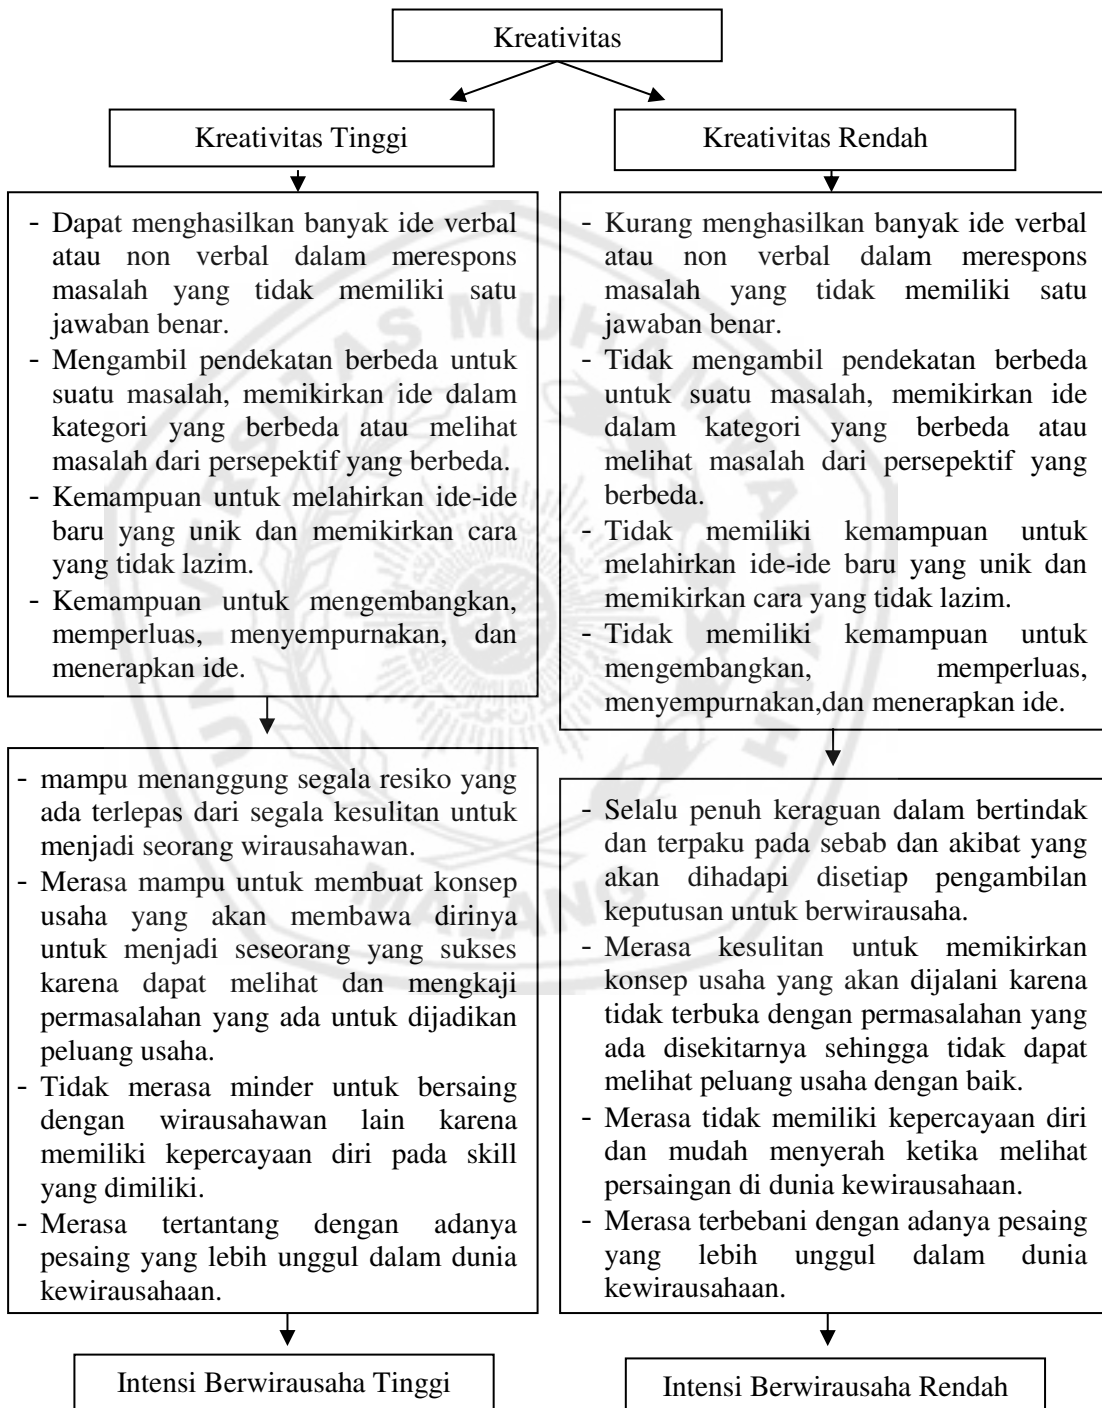 Kreativitas
Kreativitas Tinggi
Kreativitas Rendah
- Dapat menghasilkan banyak ide verbal
atau non verbal dalam merespons
masalah yang tidak memiliki satu
jawaban benar.
- Mengambil pendekatan berbeda untuk
suatu masalah, memikirkan ide dalam
kategori yang berbeda atau melihat
masalah dari persepektif yang berbeda.
- Kemampuan untuk melahirkan ide-ide
baru yang unik dan memikirkan cara
yang tidak lazim.
- Kemampuan untuk mengembangkan,
memperluas, menyempurnakan, dan
menerapkan ide.
- Kurang menghasilkan banyak ide verbal
atau non verbal dalam merespons
masalah yang tidak memiliki satu
jawaban benar.
- Tidak mengambil pendekatan berbeda
untuk suatu masalah, memikirkan ide
dalam kategori yang berbeda atau
melihat masalah dari persepektif yang
berbeda.
- Tidak memiliki kemampuan untuk
melahirkan ide-ide baru yang unik dan
memikirkan cara yang tidak lazim.
- Tidak memiliki kemampuan untuk
mengembangkan, memperluas,
menyempurnakan,dan menerapkan ide.
- mampu menanggung segala resiko yang
ada terlepas dari segala kesulitan untuk
menjadi seorang wirausahawan.
- Merasa mampu untuk membuat konsep
usaha yang akan membawa dirinya
untuk menjadi seseorang yang sukses
karena dapat melihat dan mengkaji
permasalahan yang ada untuk dijadikan
peluang usaha.
- Tidak merasa minder untuk bersaing
dengan wirausahawan lain karena
memiliki kepercayaan diri pada skill
yang dimiliki.
- Merasa tertantang dengan adanya
pesaing yang lebih unggul dalam dunia
kewirausahaan.
- Selalu penuh keraguan dalam bertindak
dan terpaku pada sebab dan akibat yang
akan dihadapi disetiap pengambilan
keputusan untuk berwirausaha.
- Merasa kesulitan untuk memikirkan
konsep usaha yang akan dijalani karena
tidak terbuka dengan permasalahan yang
ada disekitarnya sehingga tidak dapat
melihat peluang usaha dengan baik.
- Merasa tidak memiliki kepercayaan diri
dan mudah menyerah ketika melihat
persaingan di dunia kewirausahaan.
- Merasa terbebani dengan adanya pesaing
yang lebih unggul dalam dunia
kewirausahaan.
Intensi Berwirausaha Tinggi
Intensi Berwirausaha Rendah
UNIVERSITAS MUHAMMADIYAH
MALANG